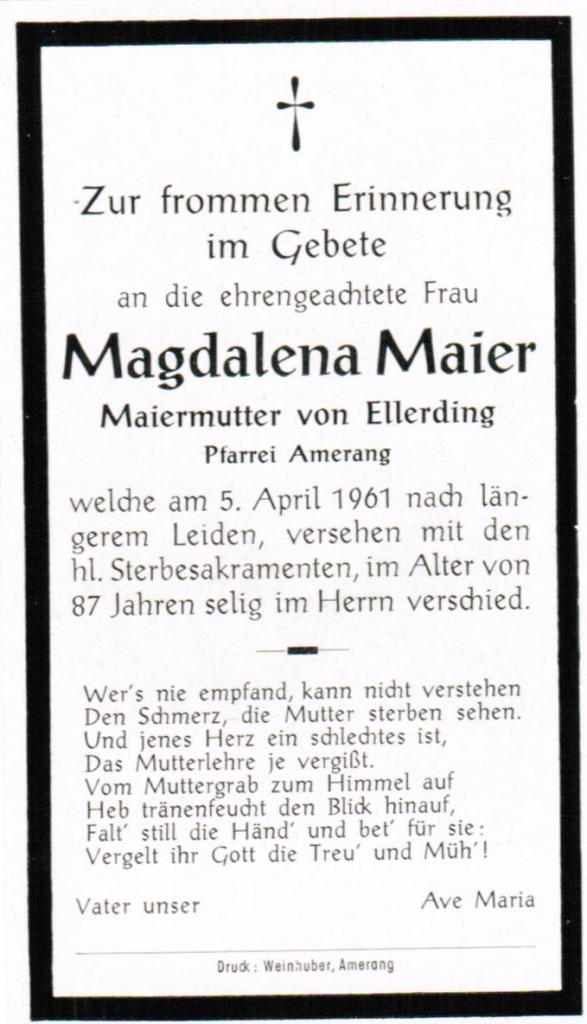 Zur frommen Erinnerung
im Gebete
an die ehrengeachtete Frau
Magdalena Maier
Maiermutter von Ellerding
Pfarrei Amerang
welche am 5. April 1961 nach län-
gerem Leiden, versehen mit den
hl. Sterbesakramenten, im Alter von
87 Jahren selig im Herrn verschied.
Wer's nie empfand, kann nicht verstehen
Den Schmerz, die Mutter sterben sehen.
Und jenes Herz ein schlechtes ist,
Das Mutterlehre je vergißt.
Vom Muttergrab zum Himmel auf
Heb tränenfeucht den Blick hinauf,
Falt' still die Händ' und bet' für sie:
Vergelt ihr Gott die Treu' und Müh'!
Vater unser Ave Maria
Druck: Weinhuber, Amerang